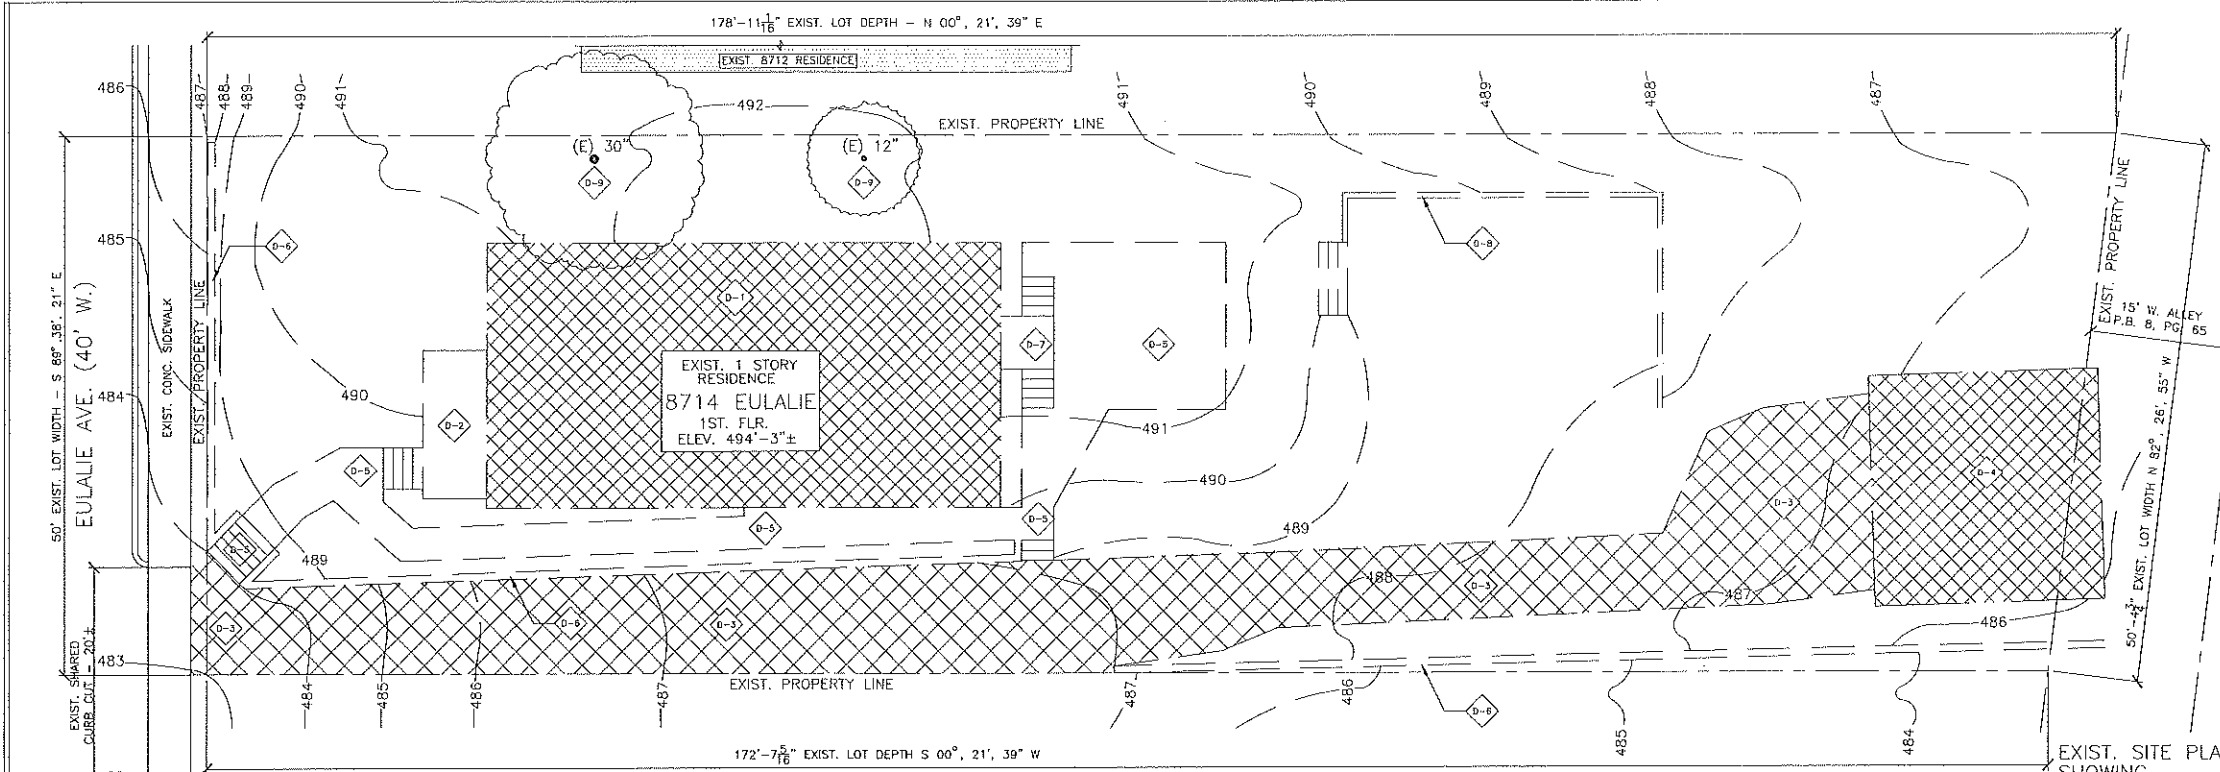 178'-11 1/16" EXIST. LOT DEPTH - N 00°, 21', 39" E
EXIST. 8712 RESIDENCE
486
487
488
489
490
491
492
491
490
489
488
487
EXIST. PROPERTY LINE
(E) 30"
(E) 12"
D-9
D-9
485
D-6
D-8
EXIST. PROPERTY LINE
15' W. ALLEY
P.B. 8, PG. 65
50' EXIST. LOT WIDTH - S 89°, 38', 21" E
EULALIE AVE. (40' W.)
EXIST. CONC. SIDEWALK
EXIST. PROPERTY LINE
D-1
D-7
D-5
EXIST. 1 STORY
RESIDENCE
8714 EULALIE
1ST. FLR.
ELEV. 494'-3"±
484
490
D-2
491
D-5
490
D-4
D-3
50'-4 3/4" EXIST. LOT WIDTH N 82°, 26', 55" W
D-5
D-5
489
D-5
489
488
D-3
487
486
D-3
D-6
D-3
EXIST. SHARED
CURB CUT - 20'±
483
484
485
486
487
EXIST. PROPERTY LINE
487
486
D-6
485
484
172'-7 5/16" EXIST. LOT DEPTH S 00°, 21', 39" W
EXIST. SITE PLA
SHOWING